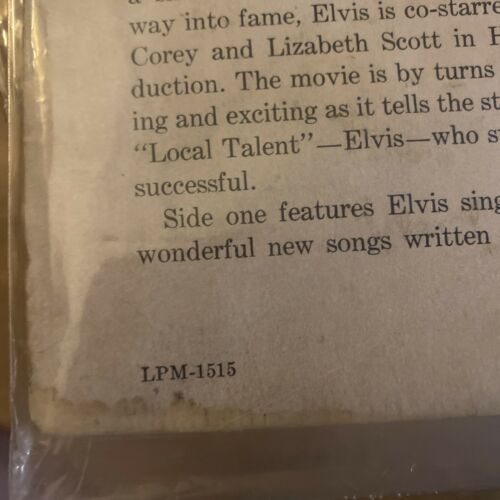 way into fame, Elvis is co-starre
Corey and Lizabeth Scott in H
duction. The movie is by turns
ing and exciting as it tells the st
"Local Talent"—Elvis—who s
successful.
Side one features Elvis sing
wonderful new songs written
LPM-1515